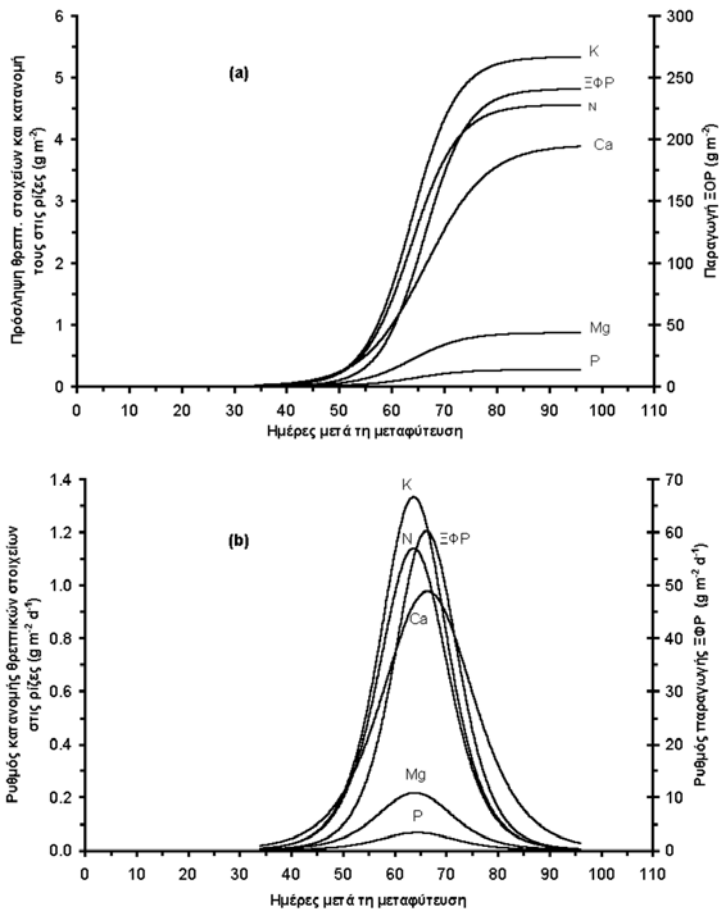 Πρόσληψη θρεπτ. στοιχείων και κατανομή
τους στις ρίζες (g m⁻²)
6
5
4
3
2
1
0
(a)
K
ΞΦΡ
N
Ca
Mg
P
300
250
200
150
100
50
0
Παραγωγή ΞΟΡ (g m⁻²)
0 10 20 30 40 50 60 70 80 90 100 110
Ημέρες μετά τη μεταφύτευση
Ρυθμός κατανομής θρεπτικών στοιχείων
στις ρίζες (g m⁻² d⁻¹)
1.4
1.2
1.0
0.8
0.6
0.4
0.2
0.0
(b)
K
N
ΞΦΡ
Ca
Mg
P
70
60
50
40
30
20
10
0
Ρυθμός παραγωγής ΞΦΡ (g m⁻² d⁻¹)
0 10 20 30 40 50 60 70 80 90 100 110
Ημέρες μετά τη μεταφύτευση